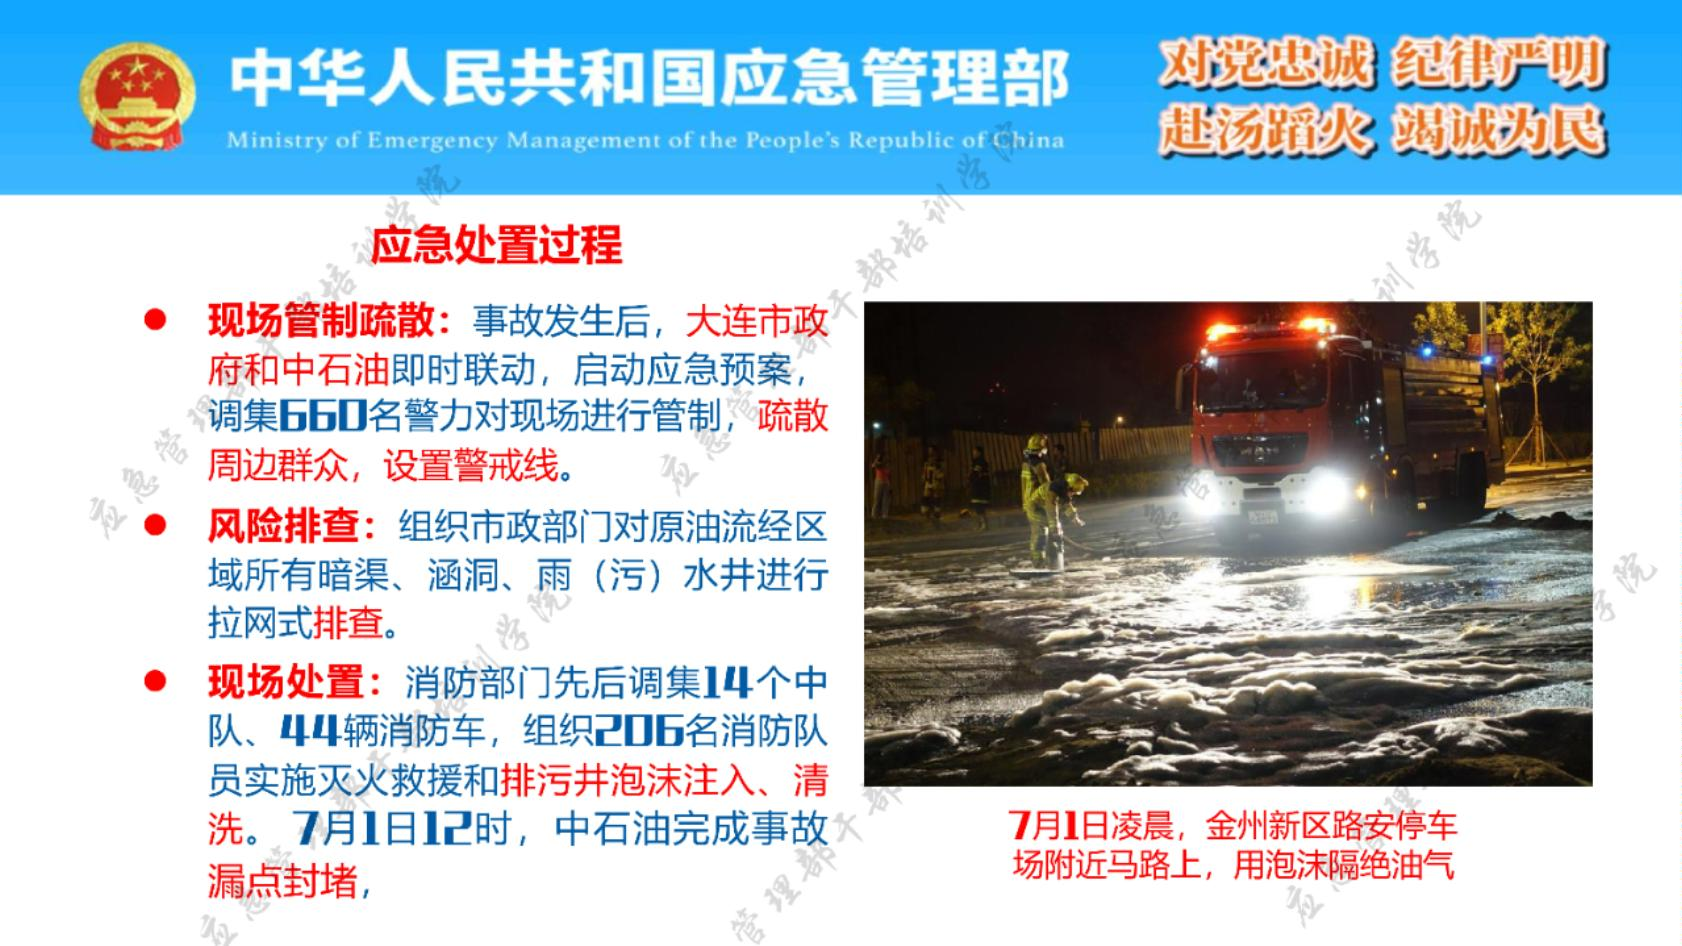 中华人民共和国应急管理部
Ministry of Emergency Management of the People's Republic of China
对党忠诚 纪律严明
赴汤蹈火 竭诚为民
应急处置过程
● 现场管制疏散：事故发生后，大连市政
府和中石油即时联动，启动应急预案，
调集660名警力对现场进行管制，疏散
周边群众，设置警戒线。
● 风险排查：组织市政部门对原油流经区
域所有暗渠、涵洞、雨（污）水井进行
拉网式排查。
● 现场处置：消防部门先后调集14个中
队、44辆消防车，组织206名消防队
员实施灭火救援和排污井泡沫注入、清
洗。 7月1日12时，中石油完成事故
漏点封堵，
7月1日凌晨，金州新区路安停车
场附近马路上，用泡沫隔绝油气
应急管理部干部培训学院